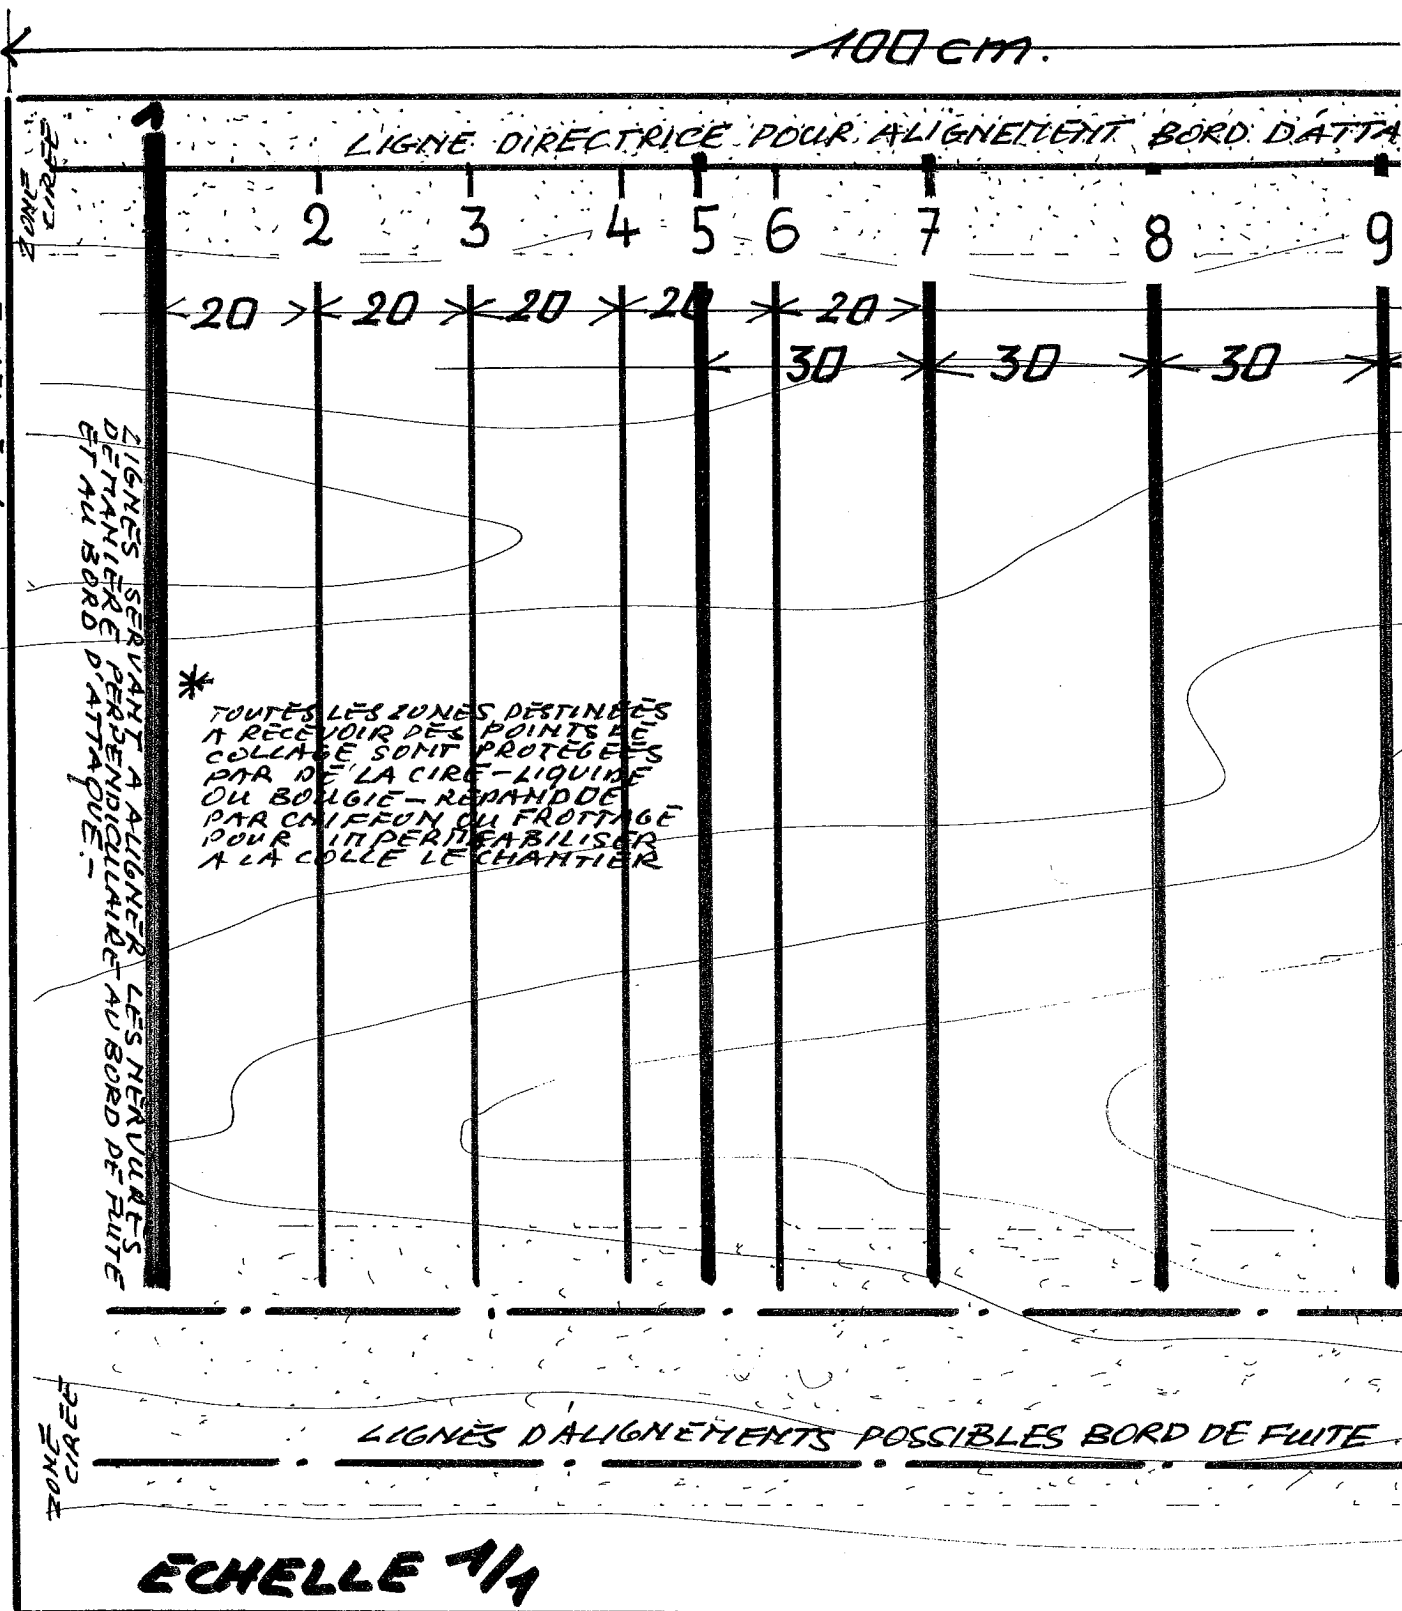 100 cm.
LIGNE DIRECTRICE POUR ALIGNEMENT BORD D'ATTA
ZONE
CIRÉE
1
2 3 4 5 6 7 8 9
20 20 20 20 20
30 30 30
LIGNES SERVANT A ALIGNER LES NERVURES
DE MANIÈRE PERPENDICULAIRE AU BORD DE FUITE
ET AU BORD D'ATTAQUE.-
*
TOUTES LES ZONES DESTINÉES
A RECEVOIR DES POINTS DE
COLLAGE SONT PROTÉGÉES
PAR DE LA CIRE-LIQUIDE
OU BOUGIE-RÉPANDUE
PAR CHIFFON OU FROTTAGE
POUR IMPERMÉABILISER
A LA COLLE LE CHANTIER
LIGNES D'ALIGNEMENTS POSSIBLES BORD DE FUITE
ZONE
CIRÉE
ECHELLE 1/1